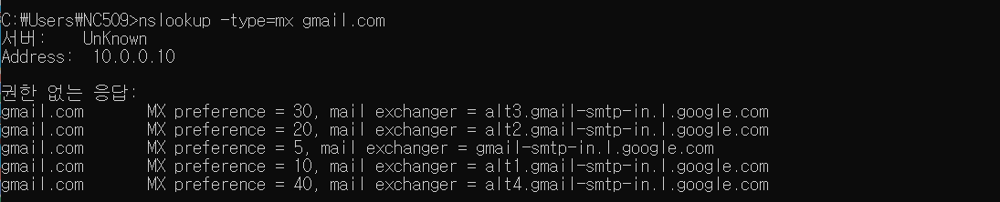 C:₩Users₩NC509>nslookup -type=mx gmail.com
서버:    UnKnown
Address:  10.0.0.10

권한 없는 응답:
gmail.com       MX preference = 30, mail exchanger = alt3.gmail-smtp-in.l.google.com
gmail.com       MX preference = 20, mail exchanger = alt2.gmail-smtp-in.l.google.com
gmail.com       MX preference = 5, mail exchanger = gmail-smtp-in.l.google.com
gmail.com       MX preference = 10, mail exchanger = alt1.gmail-smtp-in.l.google.com
gmail.com       MX preference = 40, mail exchanger = alt4.gmail-smtp-in.l.google.com